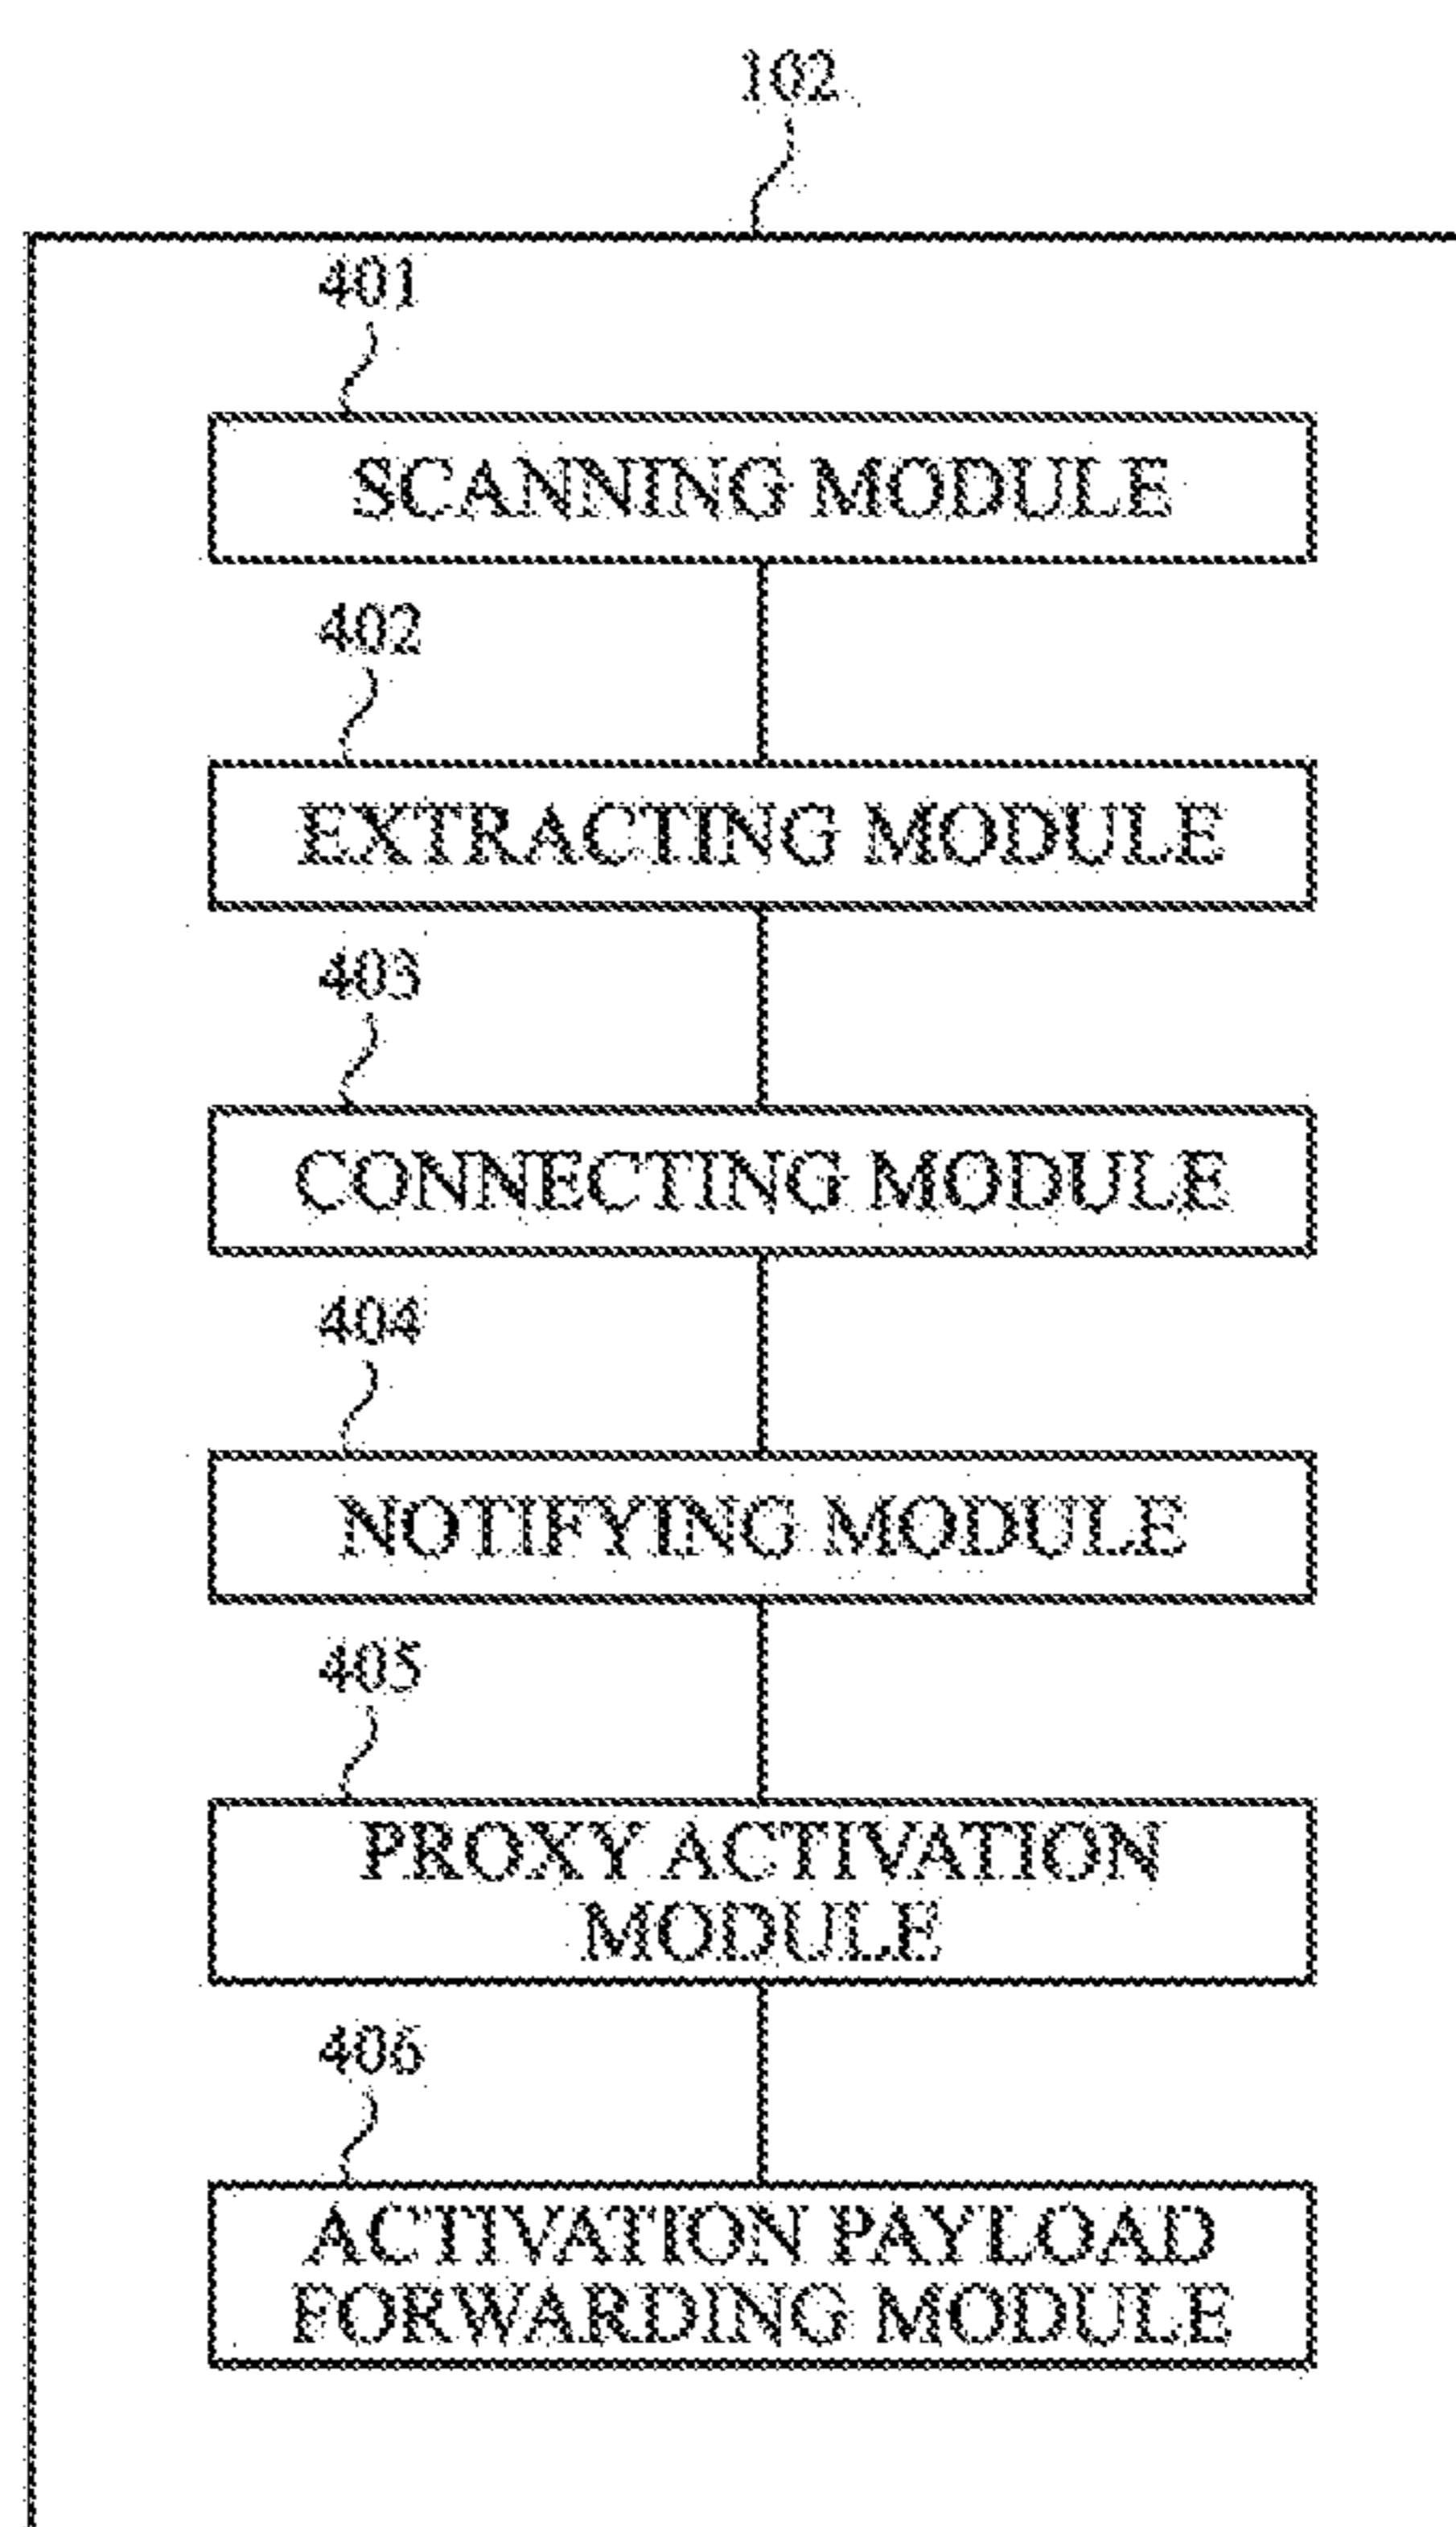 102
401
SCANNING MODULE
402
EXTRACTING MODULE
403
CONNECTING MODULE
404
NOTIFYING MODULE
405
PROXY ACTIVATION
MODULE
406
ACTIVATION PAYLOAD
FORWARDING MODULE